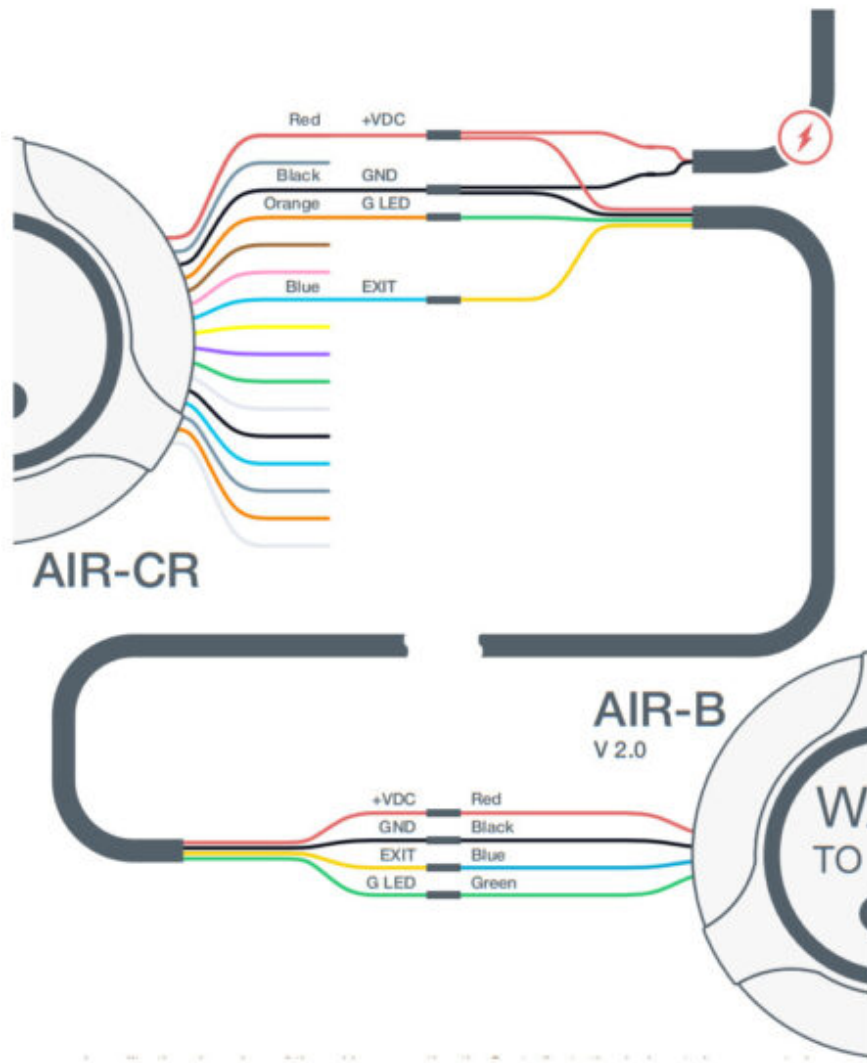 Red +VDC
Black GND
Orange G LED
Blue EXIT
AIR-CR
AIR-B
V 2.0
+VDC Red
GND Black
EXIT Blue
G LED Green
TO